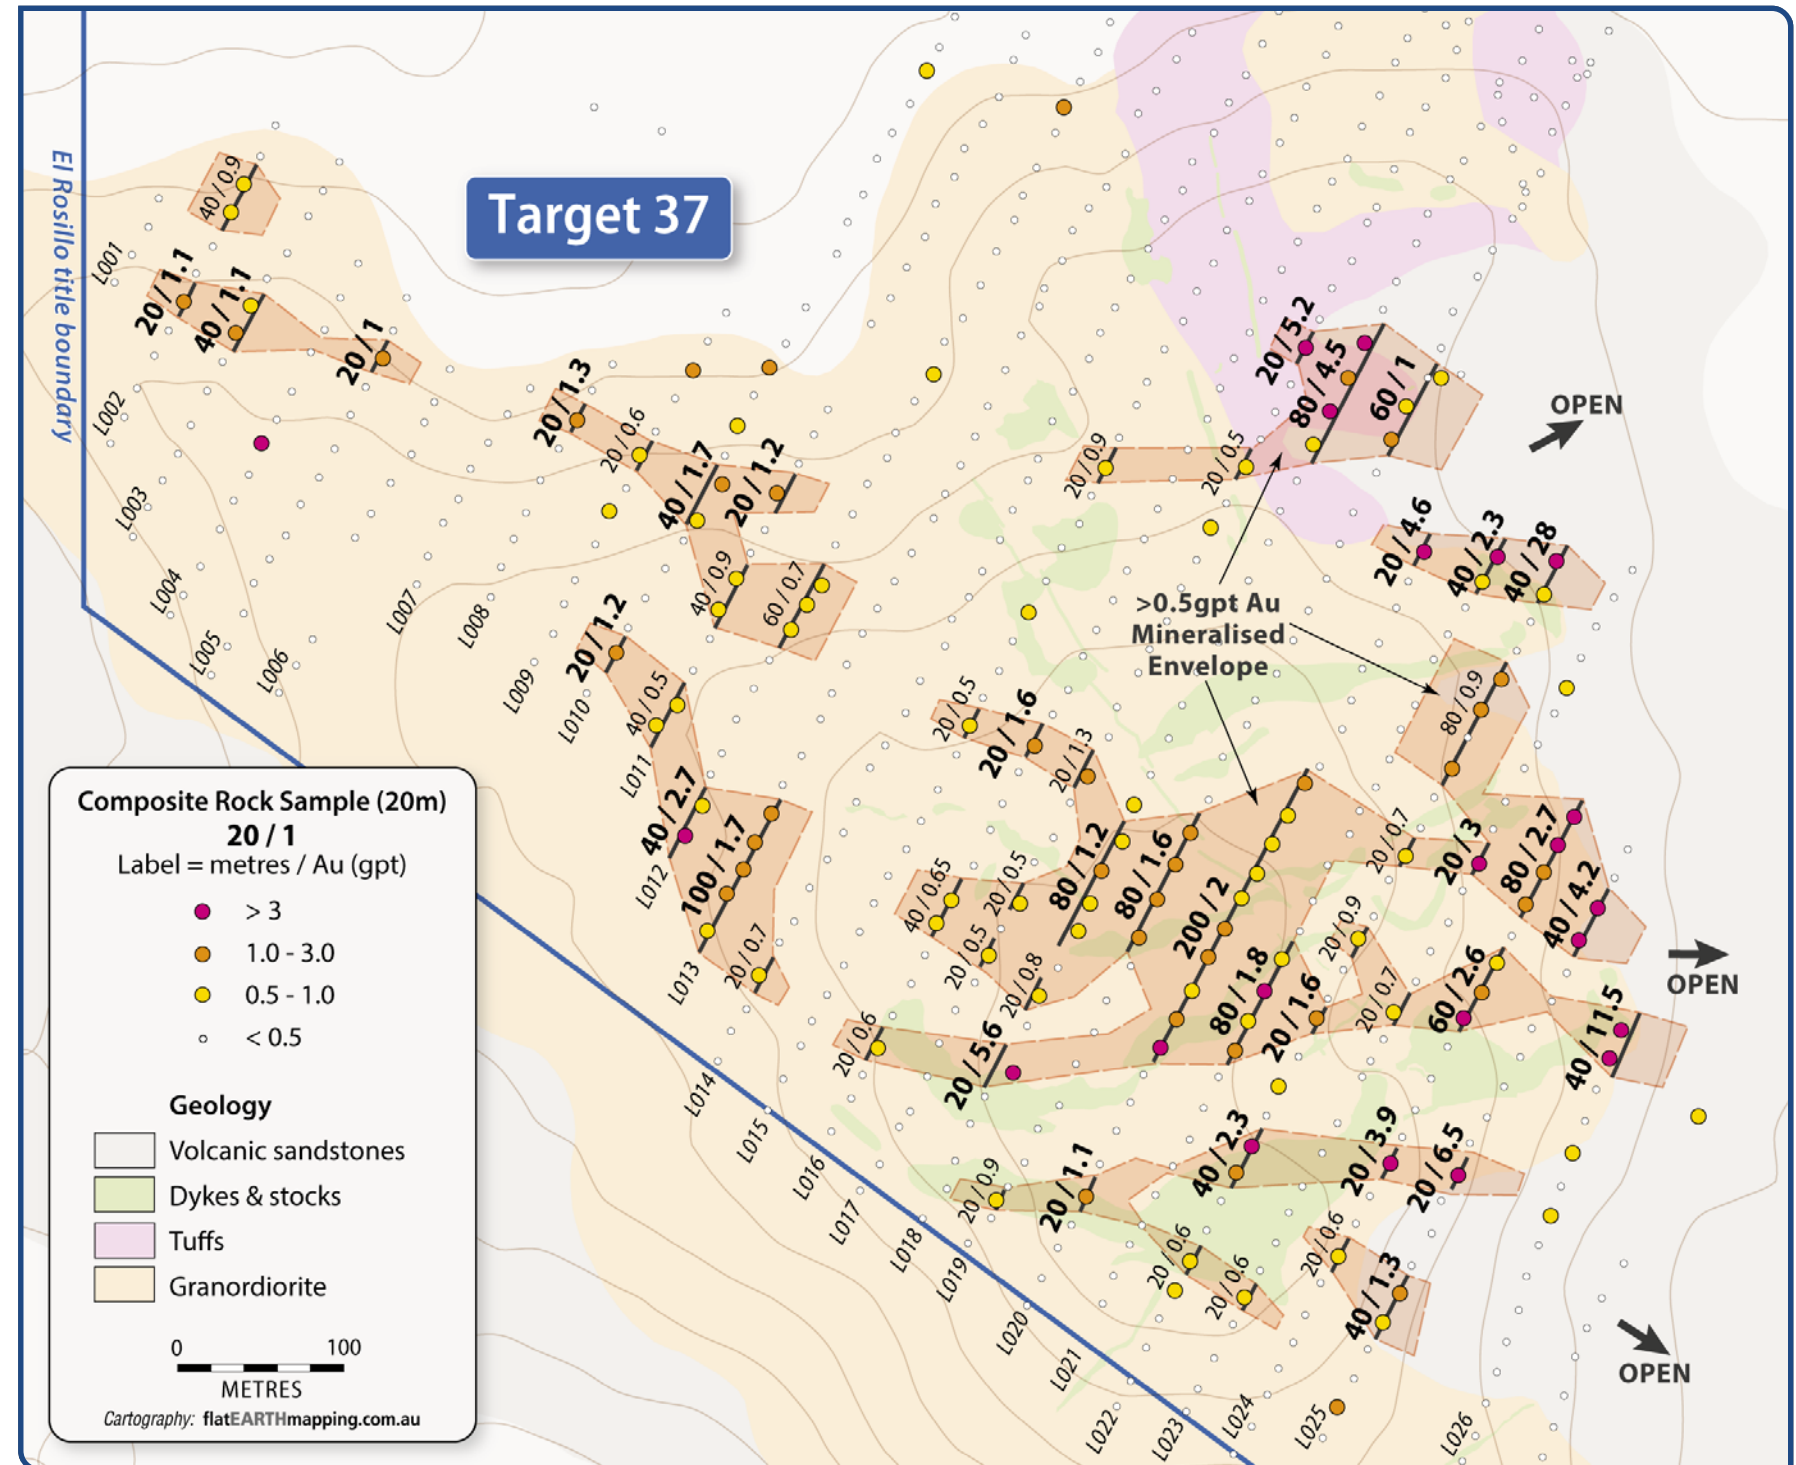 El Rosillo title boundary
Target 37
40 / 0.9
L001
20 / 1.1
40 / 1.1
20 / 1
L002
L003
L004
L005
L006
L007
L008
L009
L010
L011
L012
L013
L014
L015
L016
L017
L018
L019
L020
L021
L022
L023
L024
L025
L026
20 / 1.3
20 / 0.6
40 / 1.7
20 / 1.2
40 / 0.9
60 / 0.7
20 / 1.2
40 / 0.5
40 / 2.7
100 / 1.7
20 / 0.7
20 / 5.2
80 / 4.5
60 / 1
20 / 0.9
20 / 0.5
OPEN
20 / 4.6
40 / 2.3
40 / 28
>0.5gpt Au
Mineralised
Envelope
80 / 0.9
20 / 0.5
20 / 1.6
20 / 1.3
40 / 0.65
20 / 0.5
20 / 0.5
20 / 0.8
80 / 1.2
80 / 1.6
200 / 2
80 / 1.8
20 / 1.6
20 / 0.9
20 / 0.7
20 / 0.7
20 / 3
80 / 2.7
40 / 4.2
60 / 2.6
OPEN
40 / 11.5
20 / 0.6
20 / 5.6
40 / 2.3
20 / 3.9
20 / 6.5
20 / 0.9
20 / 1.1
20 / 0.6
20 / 0.6
20 / 0.6
40 / 1.3
OPEN
Composite Rock Sample (20m)
20 / 1
Label = metres / Au (gpt)
> 3
1.0 - 3.0
0.5 - 1.0
< 0.5
Geology
Volcanic sandstones
Dykes & stocks
Tuffs
Granordiorite
0 100
METRES
Cartography: flatEARTHmapping.com.au